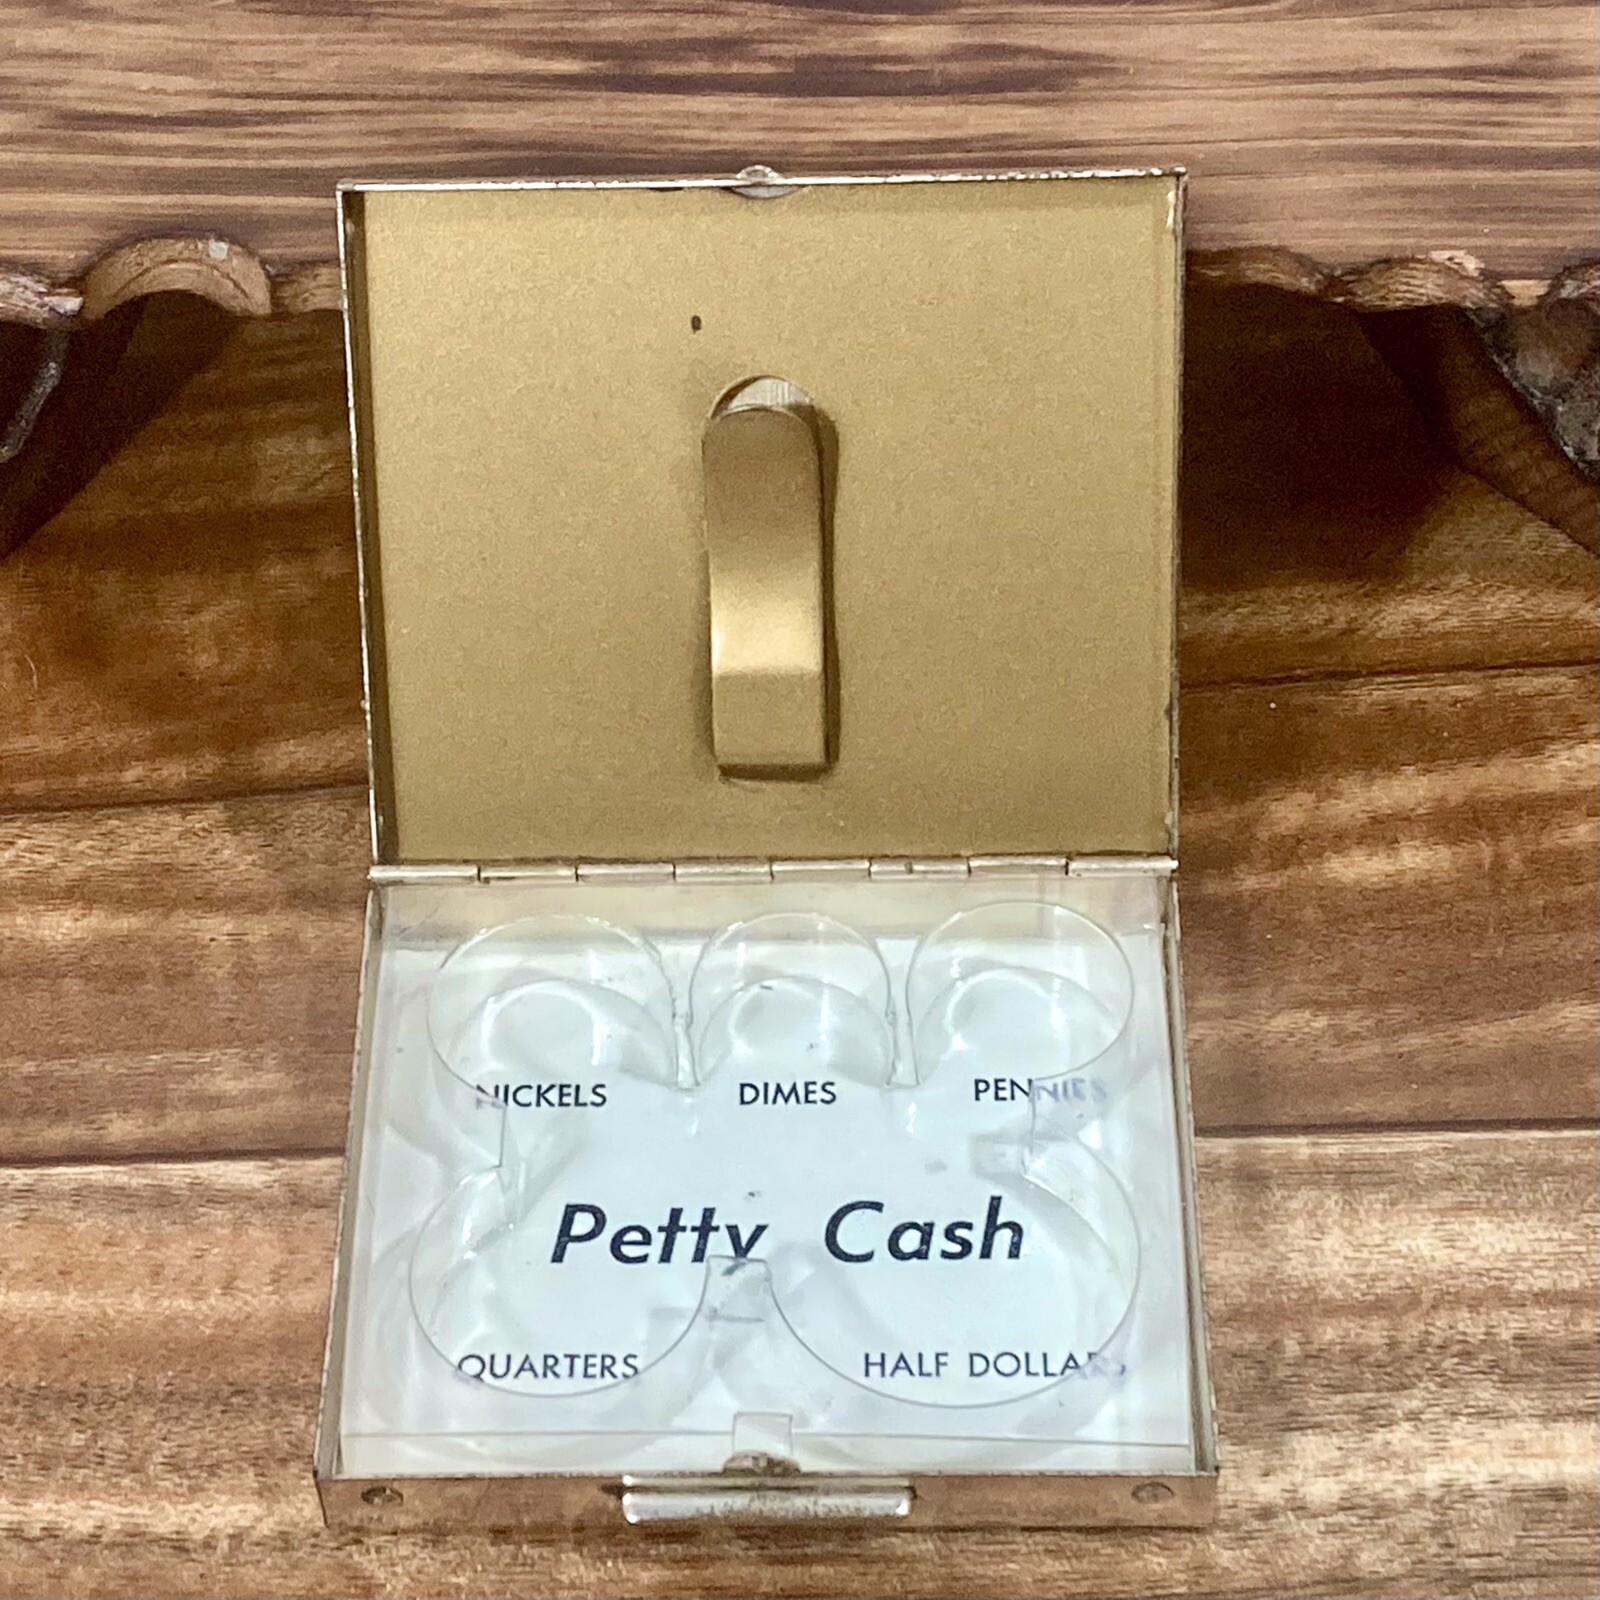 NICKELS DIMES PENNIES
Petty Cash
QUARTERS HALF DOLLARS